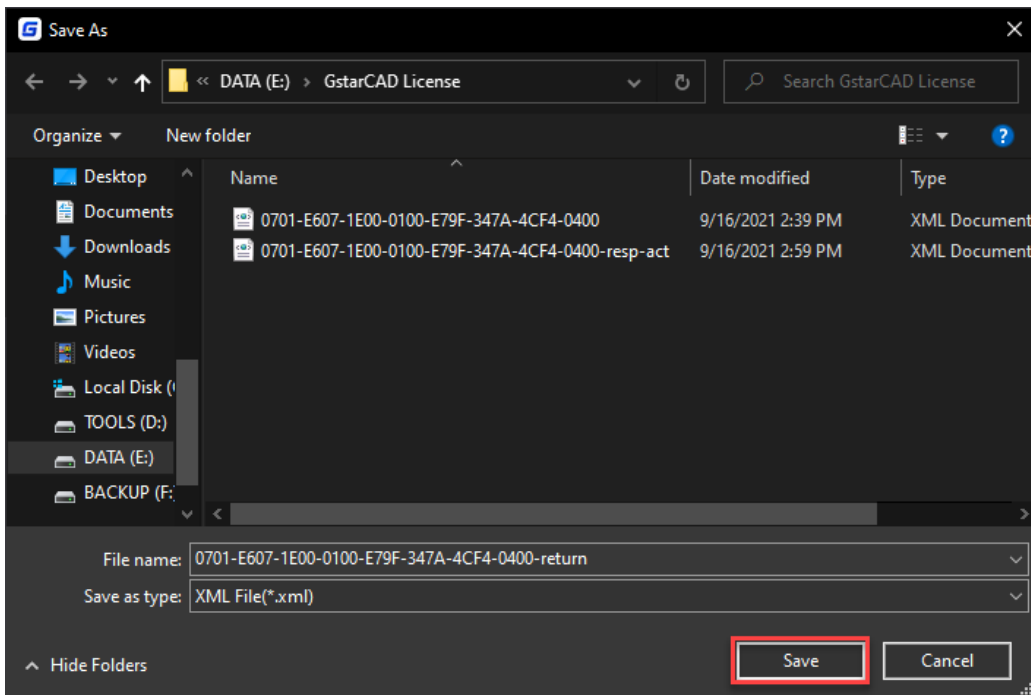 Save As
« DATA (E:) > GstarCAD License
Search GstarCAD License
Organize
New folder
Name
Date modified
Type
Desktop
Documents
Downloads
Music
Pictures
Videos
Local Disk (
TOOLS (D:)
DATA (E:)
BACKUP (F:
0701-E607-1E00-0100-E79F-347A-4CF4-0400 9/16/2021 2:39 PM XML Document
0701-E607-1E00-0100-E79F-347A-4CF4-0400-resp-act 9/16/2021 2:59 PM XML Document
File name: 0701-E607-1E00-0100-E79F-347A-4CF4-0400-return
Save as type: XML File(*.xml)
Hide Folders
Save
Cancel